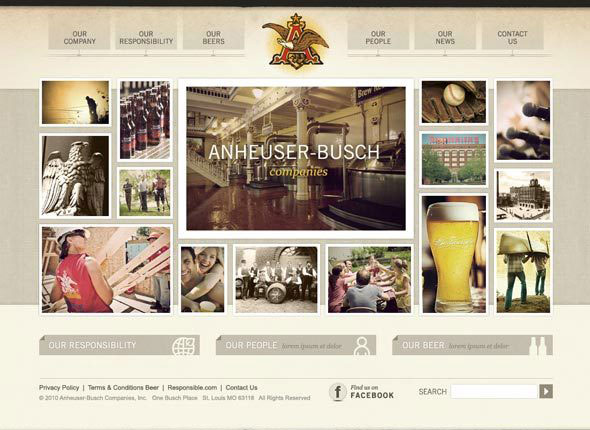 OUR COMPANY
OUR RESPONSIBILITY
OUR BEERS
OUR PEOPLE
OUR NEWS
CONTACT US
Brew
ANHEUSER-BUSCH
companies
Budweiser
OUR RESPONSIBILITY
OUR PEOPLE lorem ipsum et dolor
OUR BEER lorem ipsum et dolor
Privacy Policy | Terms & Conditions Beer | Responsible.com | Contact Us
© 2010 Anheuser-Busch Companies, Inc. One Busch Place St. Louis MO 63118 All Rights Reserved
f Find us on
FACEBOOK
SEARCH